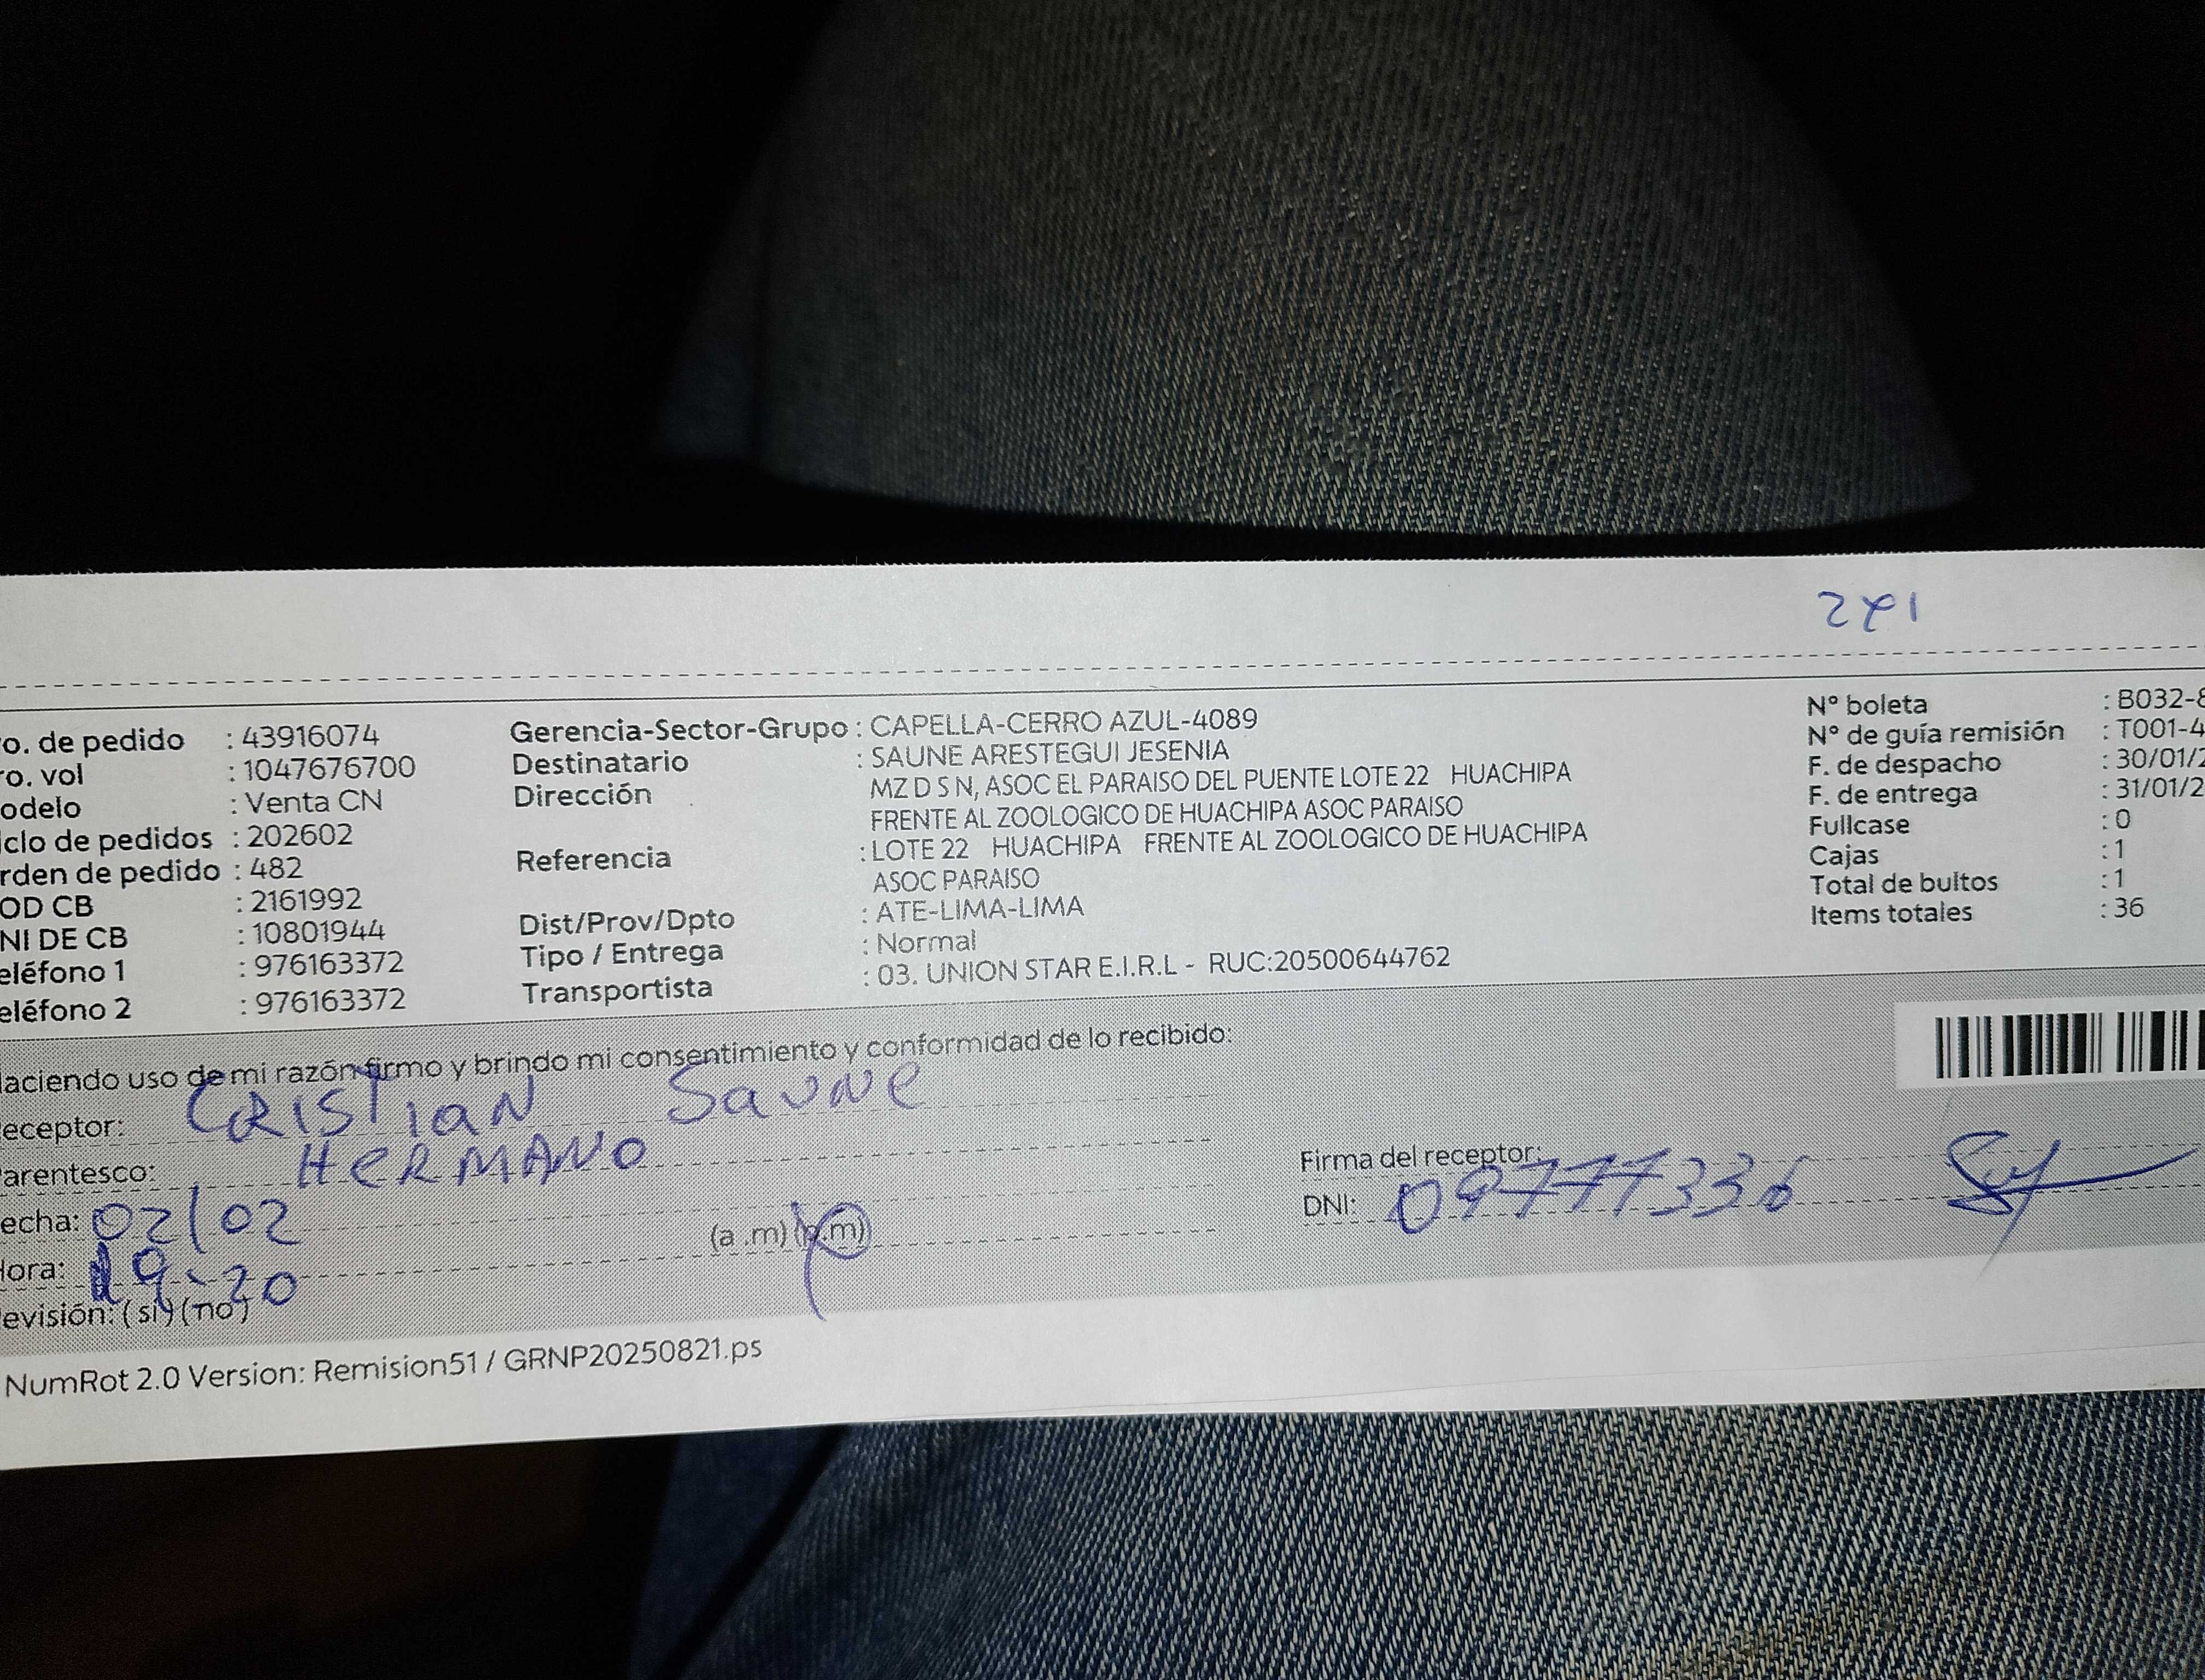 271
o. de pedido : 43916074
ro. vol : 1047676700
odelo : Venta CN
iclo de pedidos : 202602
rden de pedido : 482
OD CB : 2161992
NI DE CB : 10801944
eléfono 1 : 976163372
eléfono 2 : 976163372
Gerencia-Sector-Grupo : CAPELLA-CERRO AZUL-4089
Destinatario : SAUNE ARESTEGUI JESENIA
Dirección MZ D S N, ASOC EL PARAISO DEL PUENTE LOTE 22 HUACHIPA
FRENTE AL ZOOLOGICO DE HUACHIPA ASOC PARAISO
Referencia : LOTE 22 HUACHIPA FRENTE AL ZOOLOGICO DE HUACHIPA
ASOC PARAISO
Dist/Prov/Dpto : ATE-LIMA-LIMA
Tipo / Entrega : Normal
Transportista : 03. UNION STAR E.I.R.L - RUC:20500644762
N° boleta : B032-8
N° de guía remisión : T001-4
F. de despacho : 30/01/2
F. de entrega : 31/01/2
Fullcase : 0
Cajas : 1
Total de bultos : 1
Items totales : 36
aciendo uso de mi razón firmo y brindo mi consentimiento y conformidad de lo recibido:
eceptor: CRISTIAN SAUNE
arentesco: HERMANO
echa: 02/02
ora: 19:20 (a .m) (p.m)
evisión: (si) (no)
Firma del receptor:
DNI: 09777336
NumRot 2.0 Version: Remision51 / GRNP20250821.ps